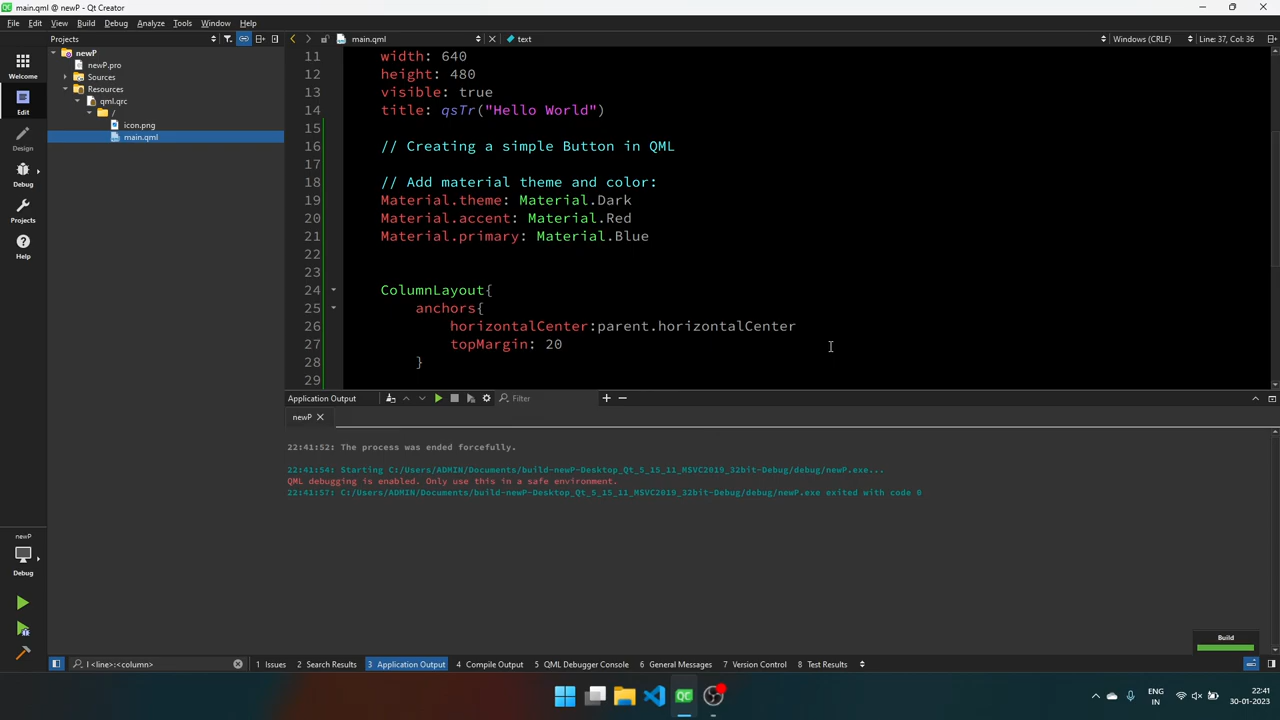 main.qml @ newP - Qt Creator
File Edit View Build Debug Analyze Tools Window Help
Projects
main.qml
text
Windows (CRLF)
Line: 37, Col: 36
newP
newP.pro
Sources
Resources
qml.qrc
/
icon.png
main.qml
Welcome
Edit
Design
Debug
Projects
Help
11 width: 640
12 height: 480
13 visible: true
14 title: qsTr("Hello World")
15
16 // Creating a simple Button in QML
17
18 // Add material theme and color:
19 Material.theme: Material.Dark
20 Material.accent: Material.Red
21 Material.primary: Material.Blue
22
23
24 ColumnLayout{
25 anchors{
26 horizontalCenter:parent.horizontalCenter
27 topMargin: 20
28 }
29
Application Output
Filter
newP
22:41:52: The process was ended forcefully.
22:41:54: Starting C:/Users/ADMIN/Documents/build-newP-Desktop_Qt_5_15_11_MSVC2019_32bit-Debug/debug/newP.exe...
QML debugging is enabled. Only use this in a safe environment.
22:41:57: C:/Users/ADMIN/Documents/build-newP-Desktop_Qt_5_15_11_MSVC2019_32bit-Debug/debug/newP.exe exited with code 0
newP
Debug
Build
l <line>:<column>
1 Issues
2 Search Results
3 Application Output
4 Compile Output
5 QML Debugger Console
6 General Messages
7 Version Control
8 Test Results
QC
ENG
IN
22:41
30-01-2023